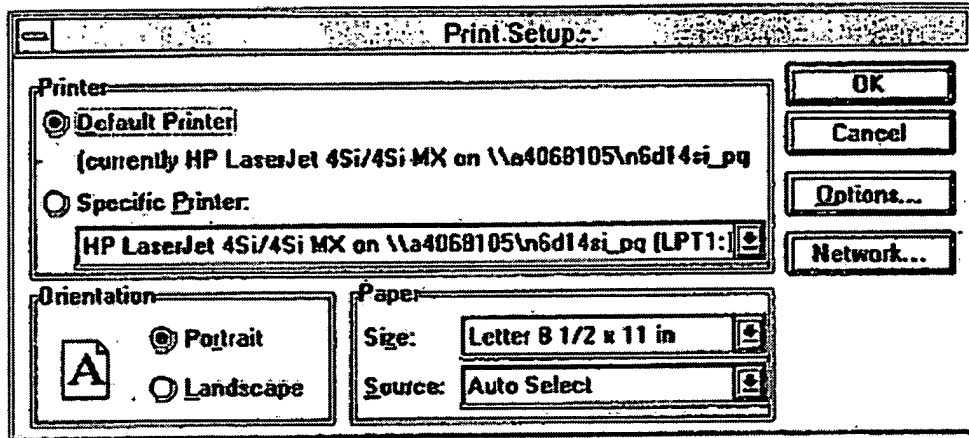 Print Setup
Printer
Default Printer
(currently HP LaserJet 4Si/4Si MX on \\a4068105\n6d14si_pq
Specific Printer:
HP LaserJet 4Si/4Si MX on \\a4068105\n6d14si_pq [LPT1:]
OK
Cancel
Options...
Network...
Orientation
A
Portrait
Landscape
Paper
Size:
Letter 8 1/2 x 11 in
Source:
Auto Select